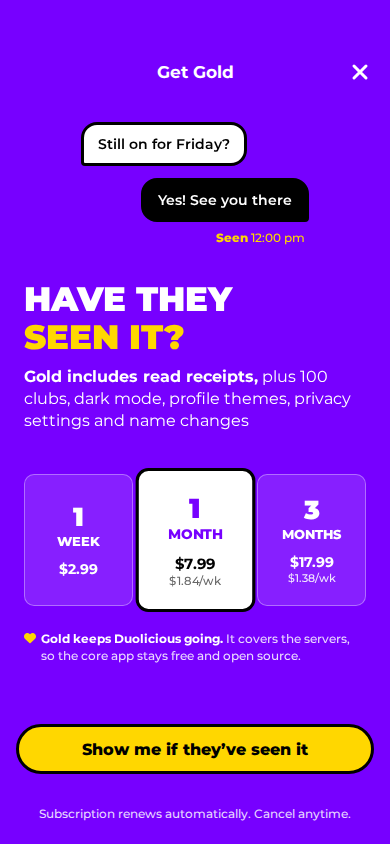 Get Gold
Still on for Friday?
Yes! See you there
Seen 12:00 pm
HAVE THEY
SEEN IT?
Gold includes read receipts, plus 100
clubs, dark mode, profile themes, privacy
settings and name changes
1
WEEK
$2.99
1
MONTH
$7.99
$1.84/wk
3
MONTHS
$17.99
$1.38/wk
Gold keeps Duolicious going. It covers the servers,
so the core app stays free and open source.
Show me if they’ve seen it
Subscription renews automatically. Cancel anytime.